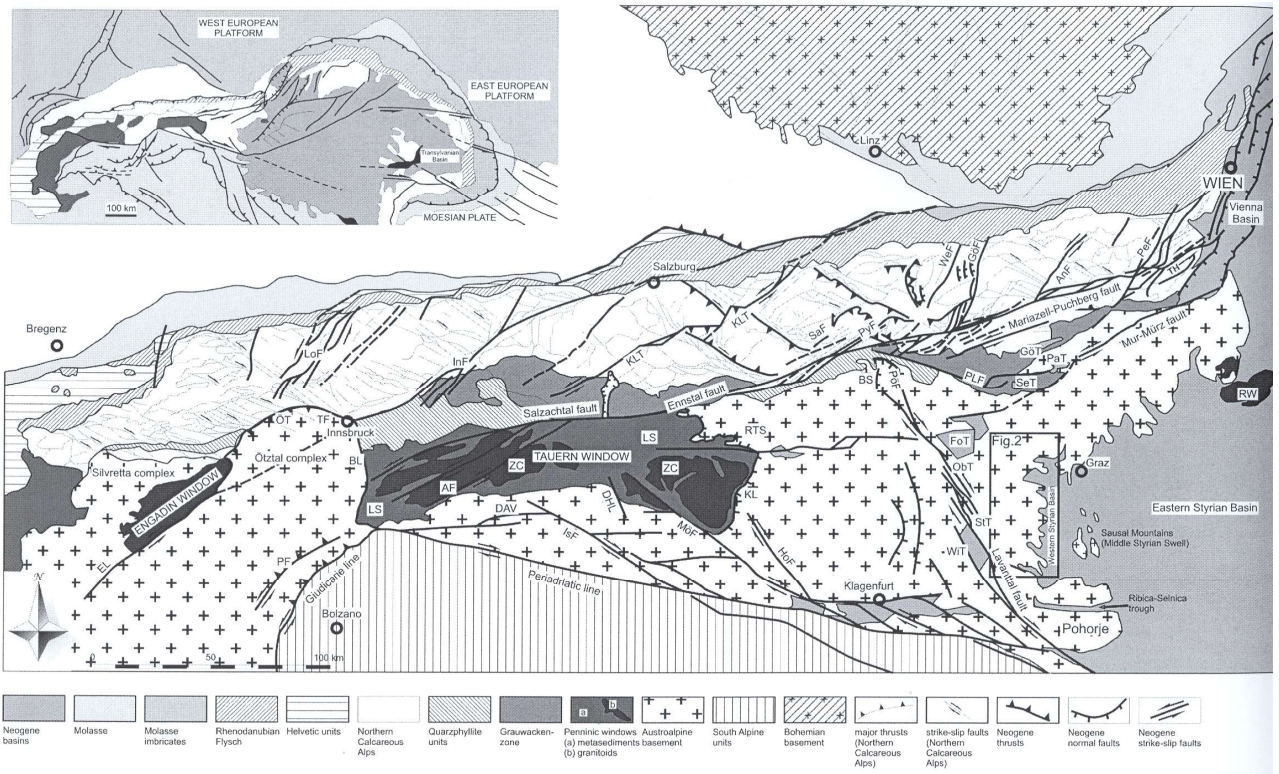 WEST EUROPEAN
PLATFORM
EAST EUROPEAN
PLATFORM
Transylvanian
Basin
100 km
MOESIAN PLATE
Linz
WIEN
Vienna
Basin
Salzburg
WeF
GöF
AnF
PeF
TH
Bregenz
LoF
InF
KLT
KLT
SaF
PyF
Mariazell-Puchberg fault
Mur-Mürz fault
GöT
PaT
SeT
PLF
BS
PöF
RW
Ennstal fault
Salzachtal fault
ÖT
TF
Innsbruck
Silvretta complex
Ötztal complex
BL
LS
RTS
TAUERN WINDOW
ZC
ZC
AF
LS
KL
ENGADIN WINDOW
EL
DAV
DHL
IsF
MöF
HoF
PF
Giudicarie line
Periadriatic line
Bolzano
Klagenfurt
FoT
Fig.2
ObT
Graz
StT
WiT
Lavanttal fault
Western Styrian Basin
Eastern Styrian Basin
Sausal Mountains
(Middle Styrian Swell)
Ribica-Selnica
trough
Pohorje
N
0 50 100 km
a b
Neogene
basins
Molasse
Molasse
imbricates
Rhenodanubian
Flysch
Helvetic units
Northern
Calcareous
Alps
Quarzphyllite
units
Grauwacken-
zone
Penninic windows
(a) metasediments
(b) granitoids
Austroalpine
basement
South Alpine
units
Bohemian
basement
major thrusts
(Northern
Calcareous
Alps)
strike-slip faults
(Northern
Calcareous
Alps)
Neogene
thrusts
Neogene
normal faults
Neogene
strike-slip faults